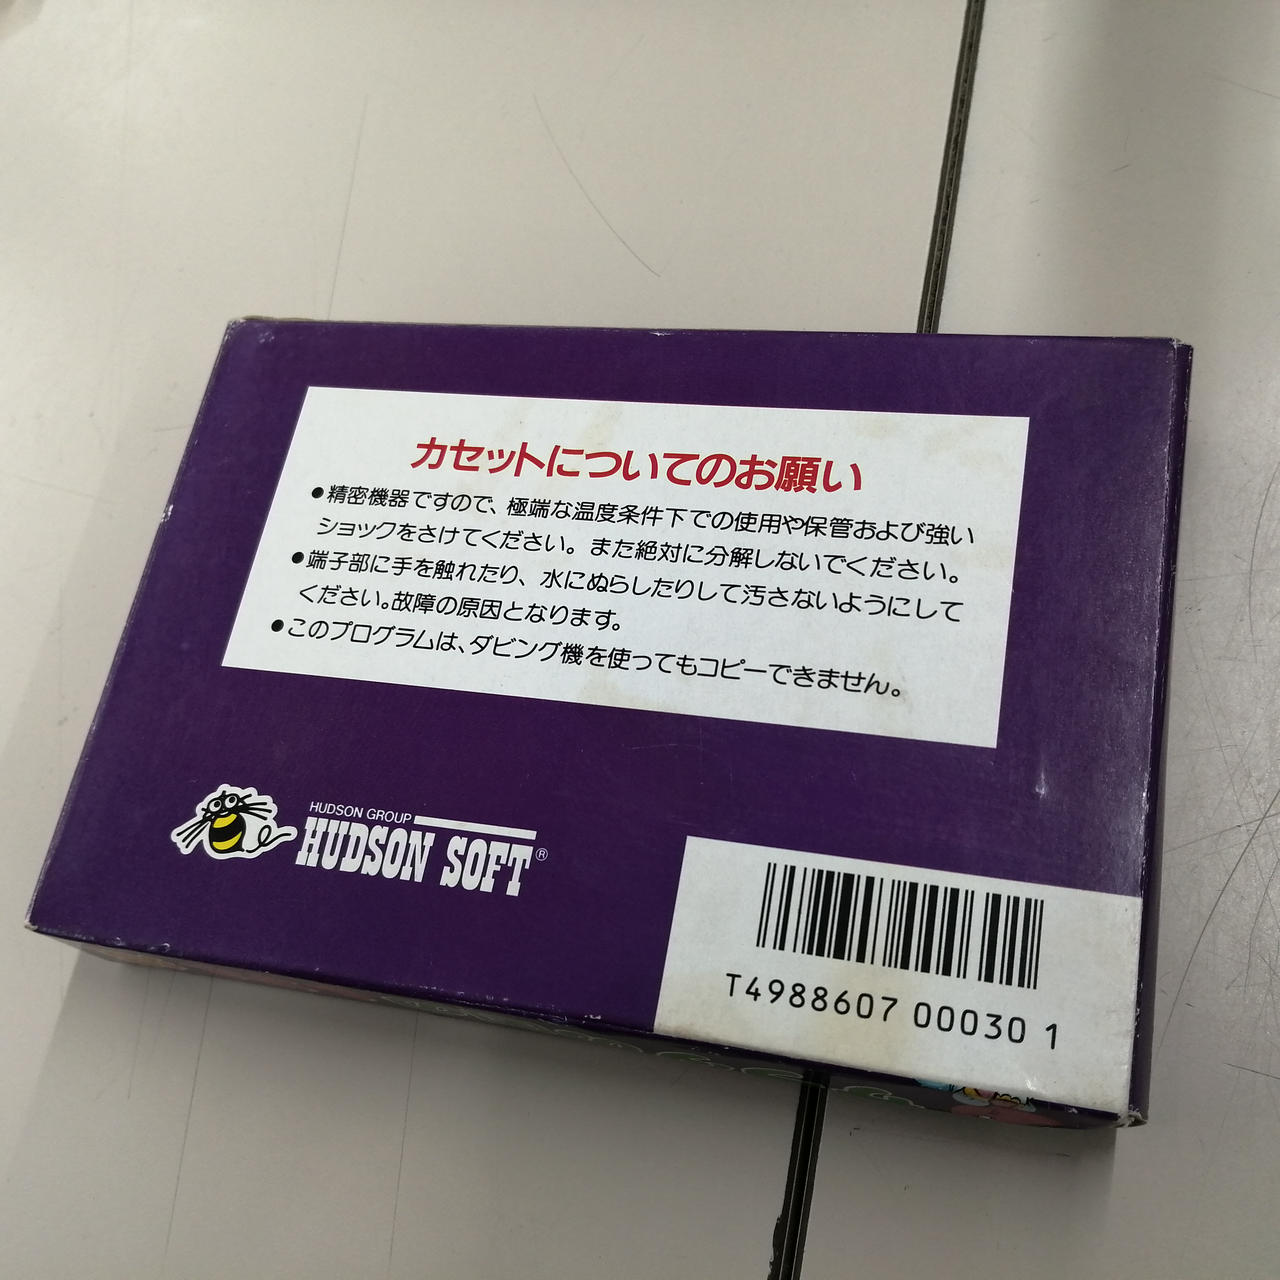 カセットについてのお願い
●精密機器ですので、極端な温度条件下での使用や保管および強い
ショックをさけてください。また絶対に分解しないでください。
●端子部に手を触れたり、水にぬらしたりして汚さないようにして
ください。故障の原因となります。
●このプログラムは、ダビング機を使ってもコピーできません。
HUDSON GROUP
HUDSON SOFT®
T4988607 00030 1